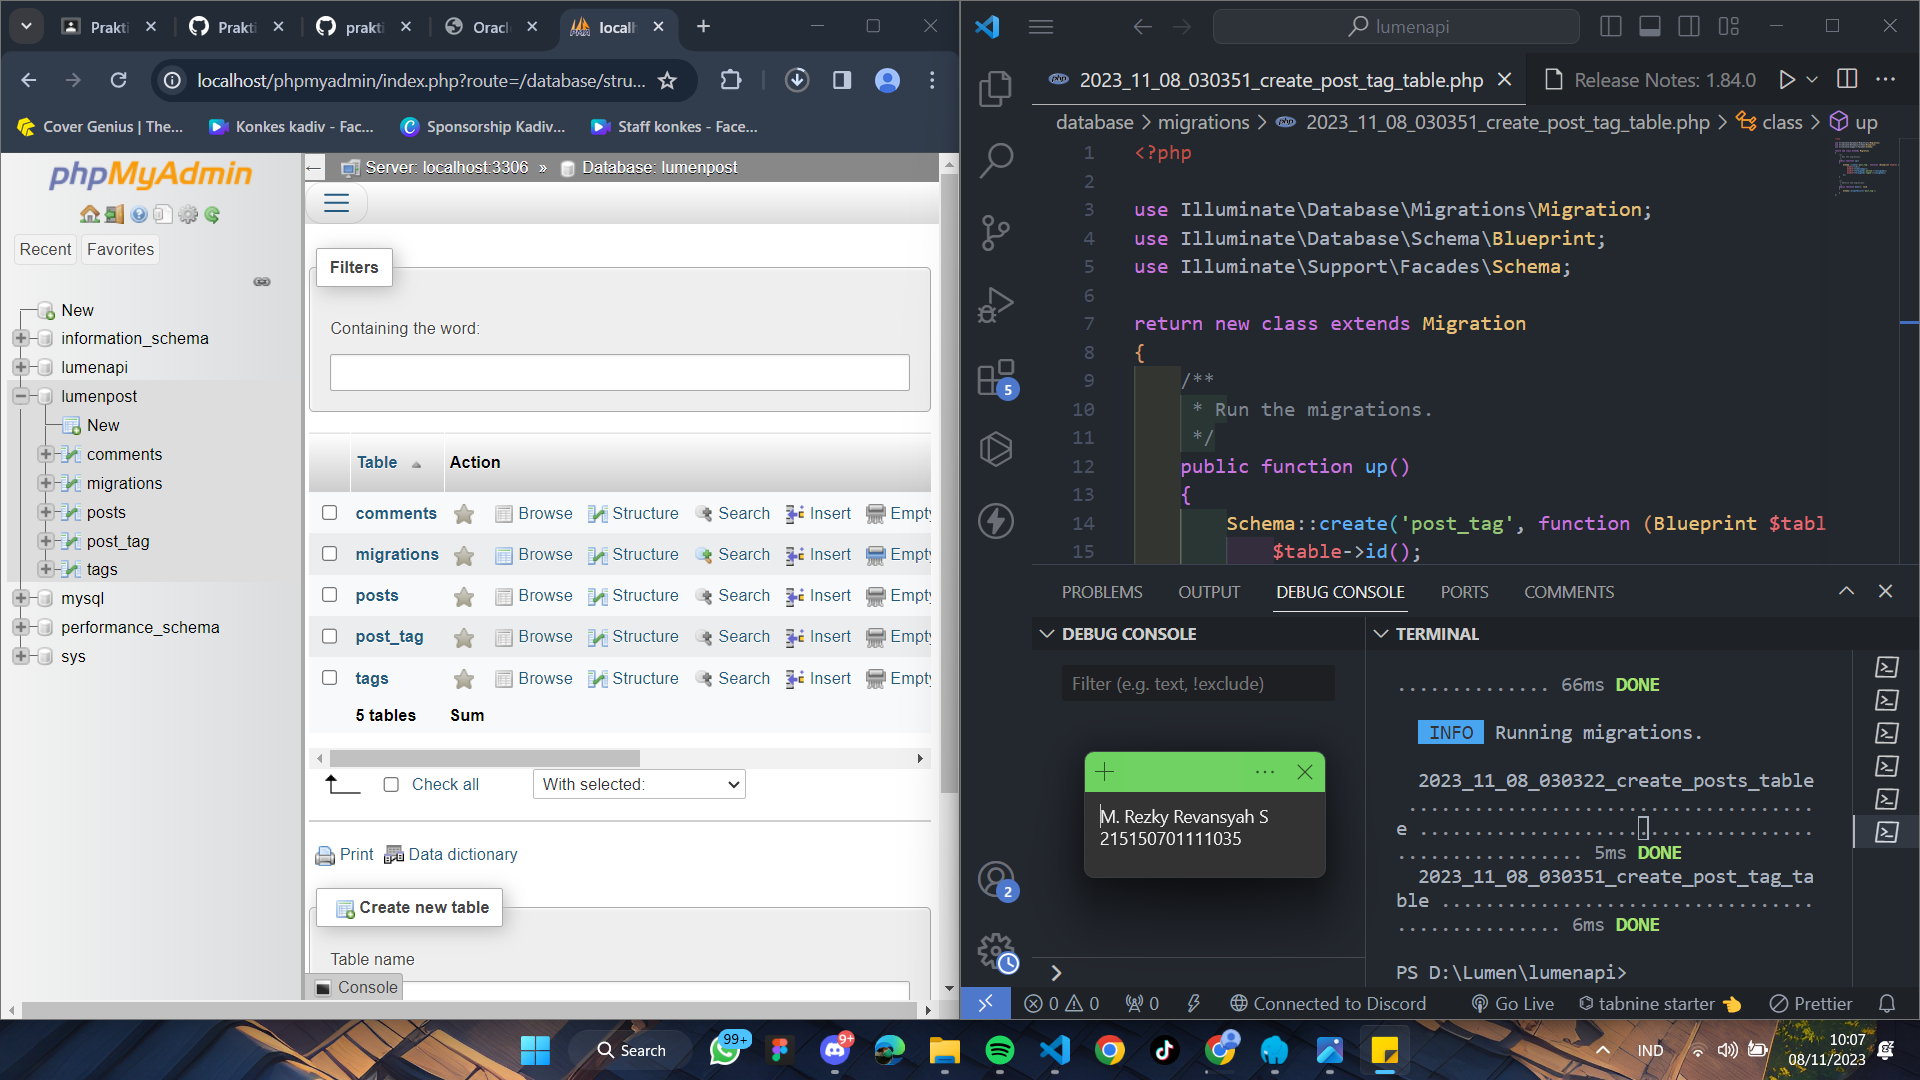 Prakti
Prakti
prakti
Oracl
localh
localhost/phpmyadmin/index.php?route=/database/stru...
Cover Genius | The...
Konkes kadiv - Fac...
Sponsorship Kadiv...
Staff konkes - Face...
phpMyAdmin
Recent
Favorites
New
information_schema
lumenapi
lumenpost
New
comments
migrations
posts
post_tag
tags
mysql
performance_schema
sys
Server: localhost:3306 » Database: lumenpost
Filters
Containing the word:
Table Action
comments Browse Structure Search Insert Empty
migrations Browse Structure Search Insert Empty
posts Browse Structure Search Insert Empty
post_tag Browse Structure Search Insert Empty
tags Browse Structure Search Insert Empty
5 tables Sum
Check all With selected:
Print Data dictionary
Create new table
Table name
Console
lumenapi
2023_11_08_030351_create_post_tag_table.php
Release Notes: 1.84.0
database > migrations > 2023_11_08_030351_create_post_tag_table.php > class > up
1 <?php
2
3 use Illuminate\Database\Migrations\Migration;
4 use Illuminate\Database\Schema\Blueprint;
5 use Illuminate\Support\Facades\Schema;
6
7 return new class extends Migration
8 {
9 /**
10 * Run the migrations.
11 */
12 public function up()
13 {
14 Schema::create('post_tag', function (Blueprint $tabl
15 $table->id();
5
2
PROBLEMS OUTPUT DEBUG CONSOLE PORTS COMMENTS
DEBUG CONSOLE
Filter (e.g. text, !exclude)
M. Rezky Revansyah S
215150701111035
TERMINAL
.............. 66ms DONE
INFO Running migrations.
2023_11_08_030322_create_posts_table
...................................
e ..................................
................. 5ms DONE
2023_11_08_030351_create_post_tag_ta
ble .................................
............... 6ms DONE
PS D:\Lumen\lumenapi>
0 0 0 Connected to Discord Go Live tabnine starter Prettier
Search
99+
9+
IND
10:07
08/11/2023